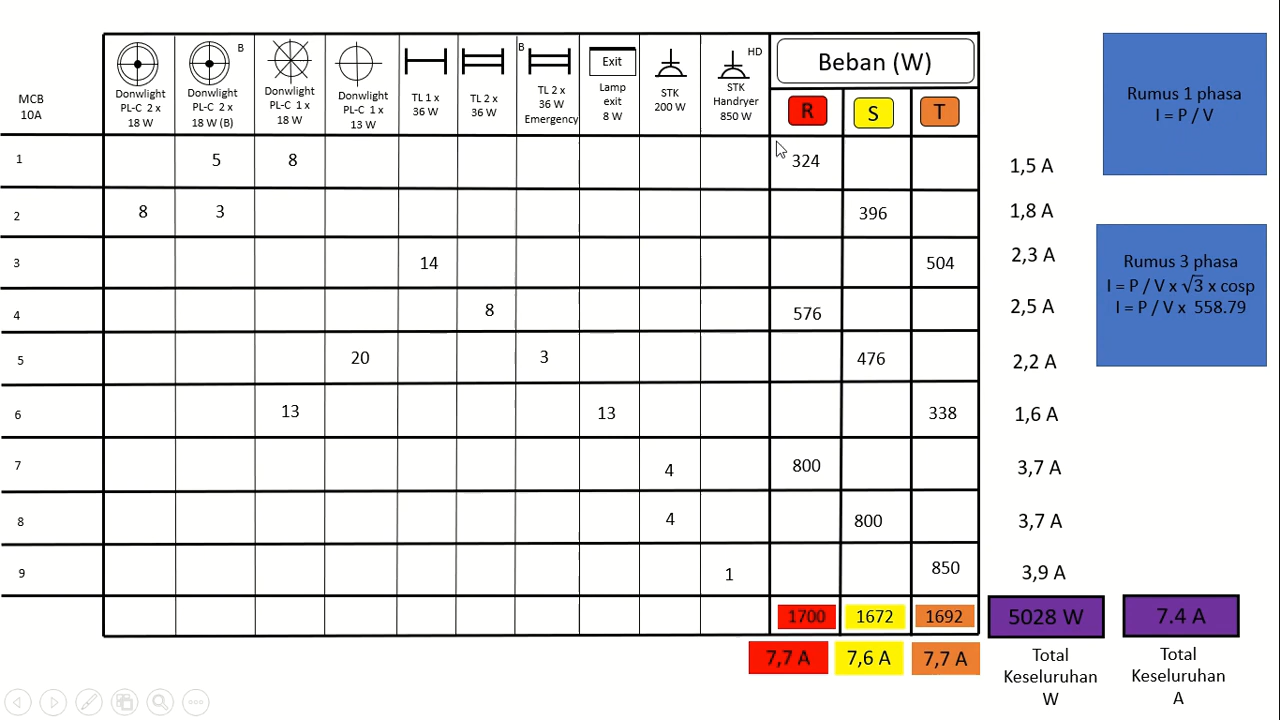 MCB
10A
Donwlight
PL-C 2 x
18 W
B
Donwlight
PL-C 2 x
18 W (B)
Donwlight
PL-C 1 x
18 W
Donwlight
PL-C 1 x
13 W
TL 1 x
36 W
TL 2 x
36 W
B
TL 2 x
36 W
Emergency
Exit
Lamp
exit
8 W
STK
200 W
HD
STK
Handryer
850 W
Beban (W)
R S T
1 5 8 324 1,5 A
2 8 3 396 1,8 A
3 14 504 2,3 A
4 8 576 2,5 A
5 20 3 476 2,2 A
6 13 13 338 1,6 A
7 4 800 3,7 A
8 4 800 3,7 A
9 1 850 3,9 A
1700 1672 1692 5028 W 7.4 A
7,7 A 7,6 A 7,7 A
Total
Keseluruhan
W
Total
Keseluruhan
A
Rumus 1 phasa
I = P / V
Rumus 3 phasa
I = P / V x √3 x cosp
I = P / V x 558.79